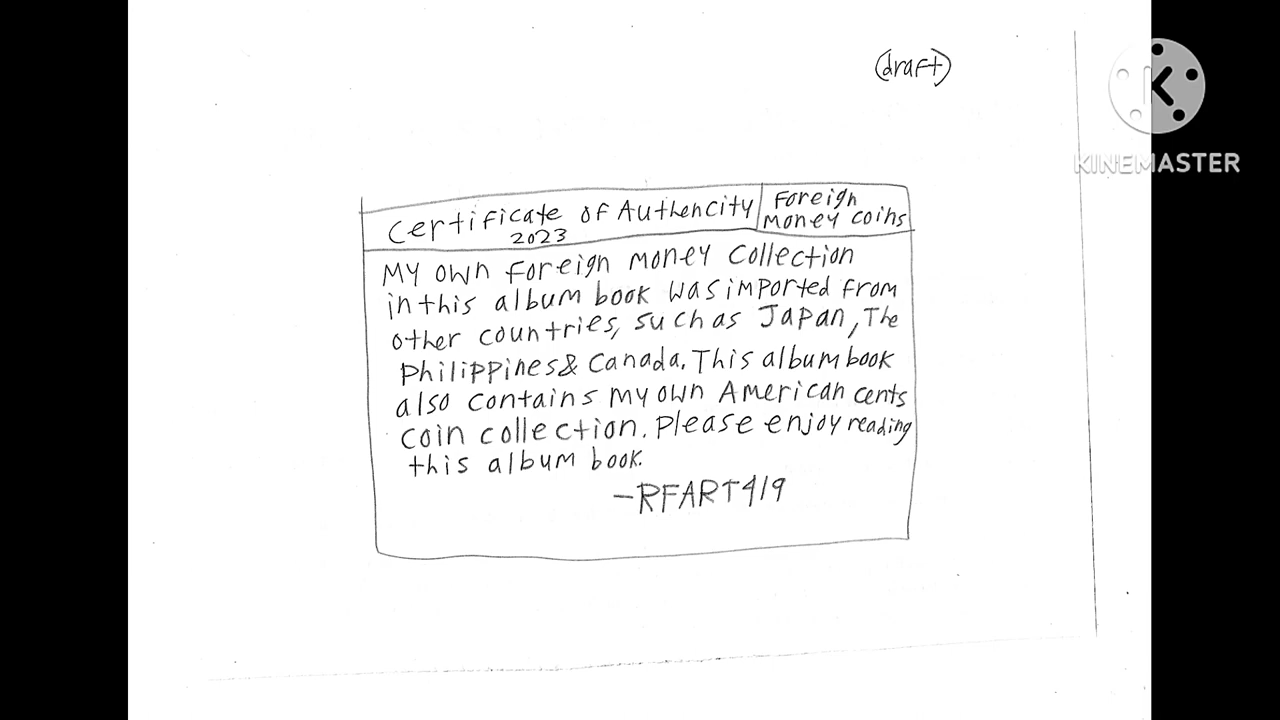 (draft)
KINEMASTER
Certificate of Authencity
2023
Foreign
Money coins
My own foreign money collection
in this album book was imported from
other countries, such as Japan, The
Philippines & Canada. This album book
also contains my own American cents
coin collection. Please enjoy reading
this album book.
-RFART419